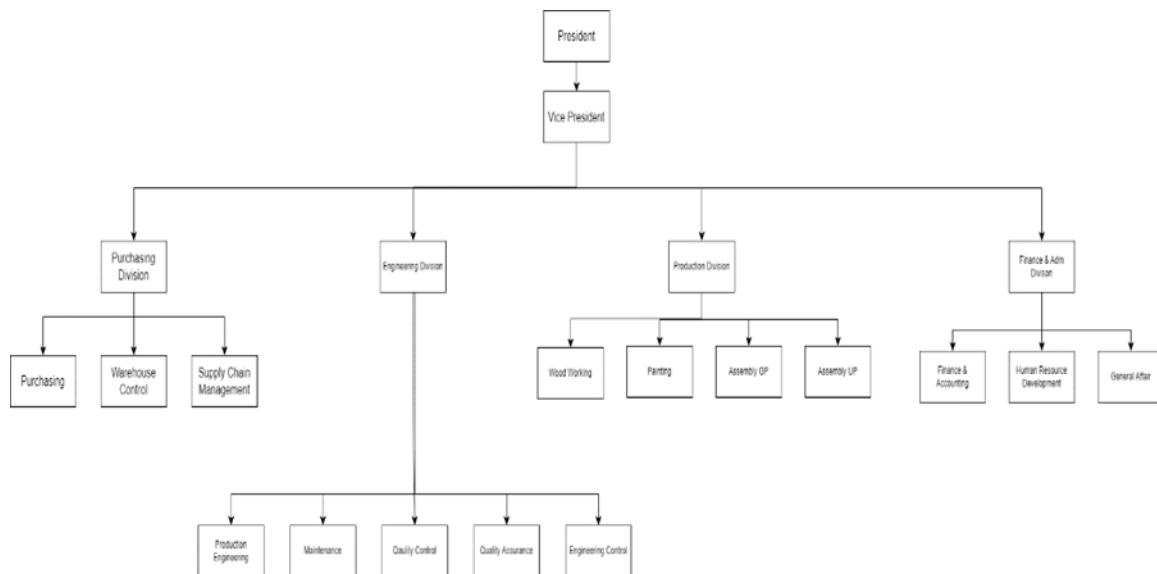 President
Vice President
Purchasing
Division
Engineering Division
Production Division
Finance & Adm
Divison
Purchasing
Warehouse
Control
Supply Chain
Management
Wood Working
Painting
Assembly GP
Assembly UP
Finance &
Accounting
Human Resource
Development
General Affair
Production
Engineering
Maintenance
Qaulity Control
Quality Assurance
Engineering Control